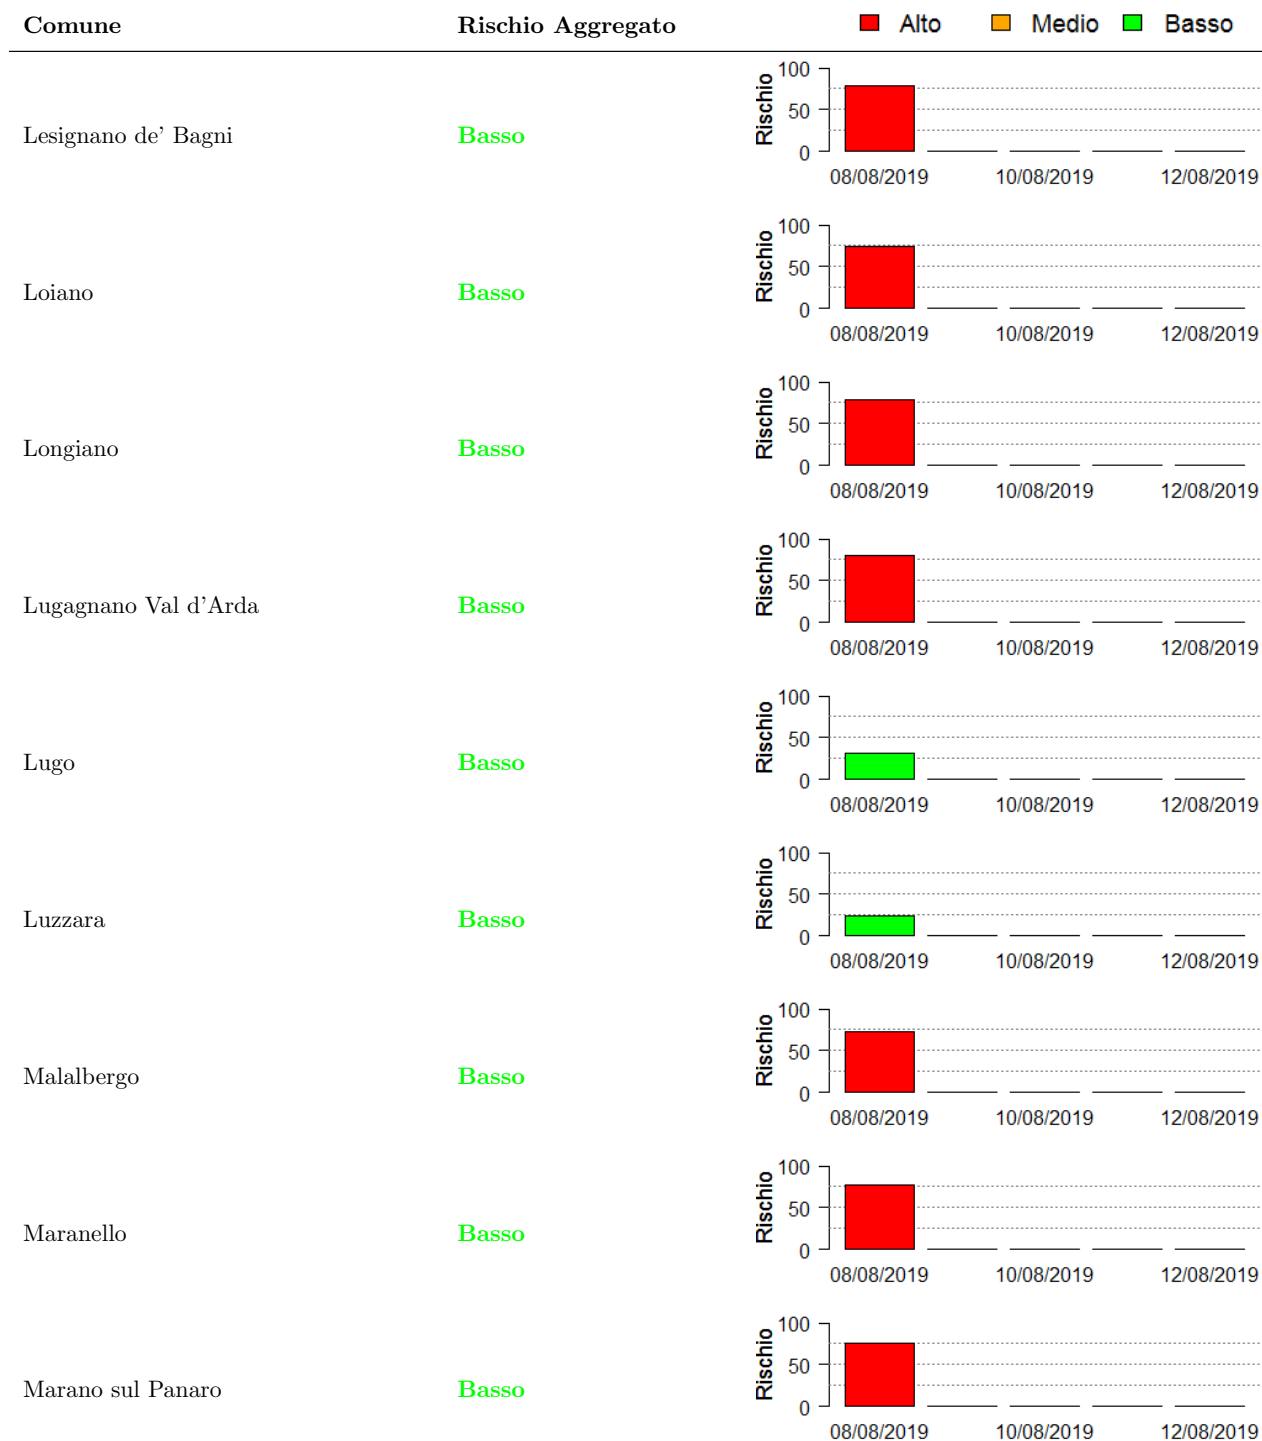 Comune Rischio Aggregato Alto Medio Basso
100
50
0
Rischio
Lesignano de' Bagni Basso
08/08/2019 10/08/2019 12/08/2019
100
50
0
Rischio
Loiano Basso
08/08/2019 10/08/2019 12/08/2019
100
50
0
Rischio
Longiano Basso
08/08/2019 10/08/2019 12/08/2019
100
50
0
Rischio
Lugagnano Val d'Arda Basso
08/08/2019 10/08/2019 12/08/2019
100
50
0
Rischio
Lugo Basso
08/08/2019 10/08/2019 12/08/2019
100
50
0
Rischio
Luzzara Basso
08/08/2019 10/08/2019 12/08/2019
100
50
0
Rischio
Malalbergo Basso
08/08/2019 10/08/2019 12/08/2019
100
50
0
Rischio
Maranello Basso
08/08/2019 10/08/2019 12/08/2019
100
50
0
Rischio
Marano sul Panaro Basso
08/08/2019 10/08/2019 12/08/2019